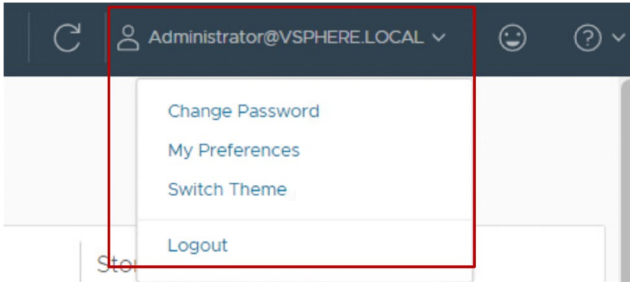 Administrator@VSPHERE.LOCAL
Change Password
My Preferences
Switch Theme
Logout